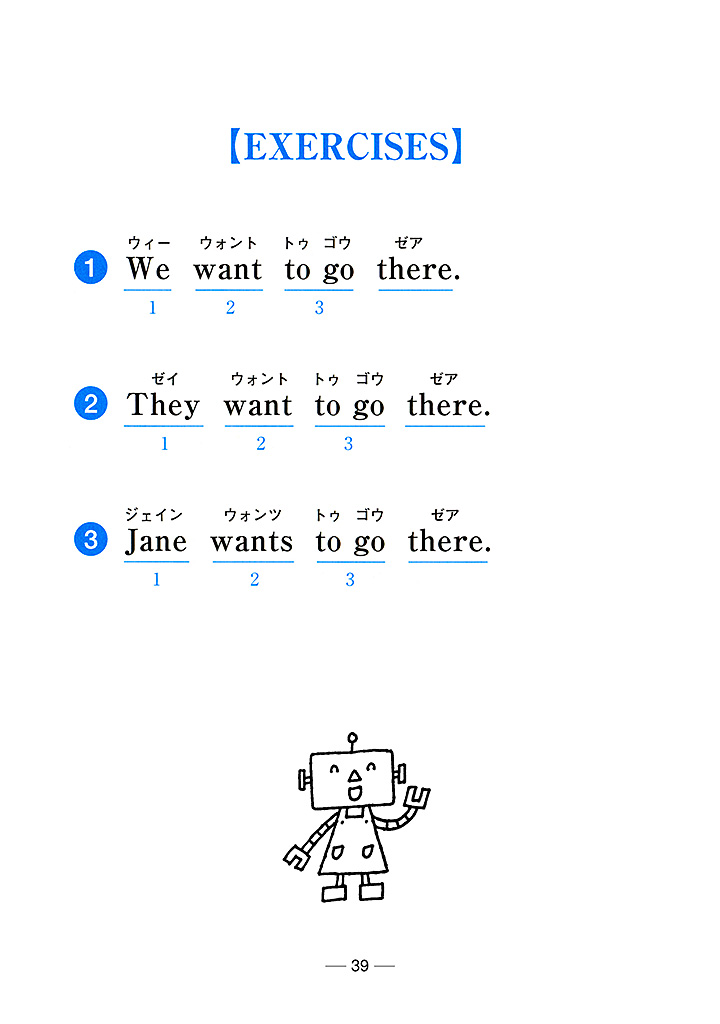 【EXERCISES】
ウィー ウォント トゥ ゴウ ゼア
1 We want to go there.
1 2 3
ゼイ ウォント トゥ ゴウ ゼア
2 They want to go there.
1 2 3
ジェイン ウォンツ トゥ ゴウ ゼア
3 Jane wants to go there.
1 2 3
— 39 —